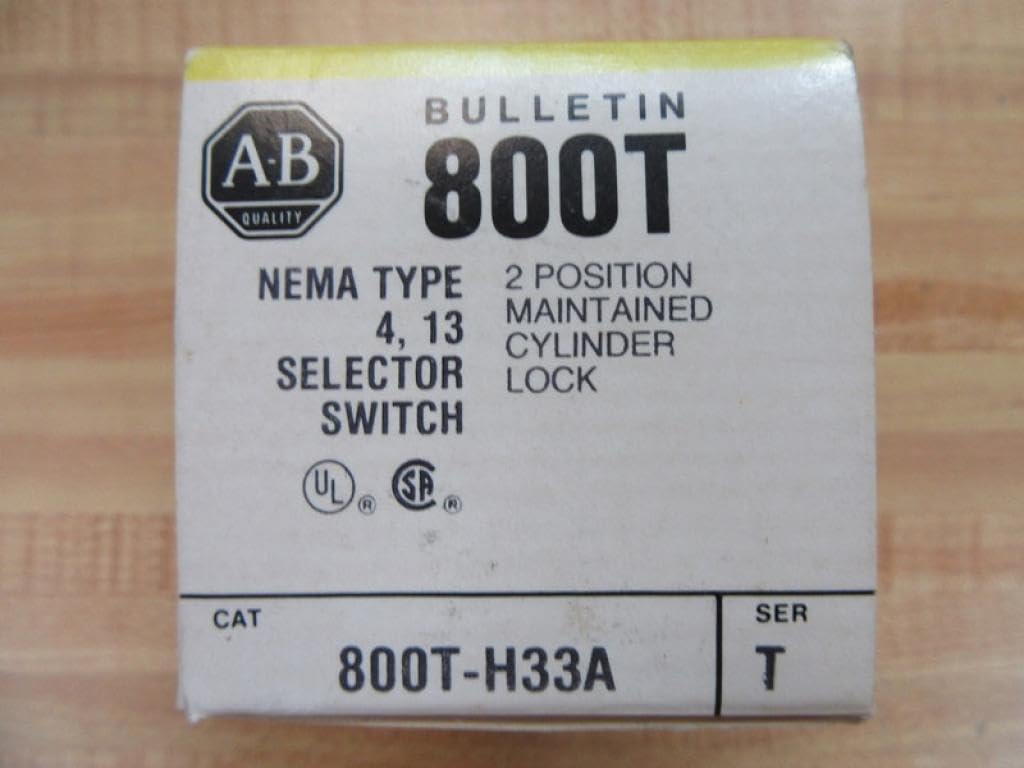 A-B
QUALITY
BULLETIN
800T
NEMA TYPE
4, 13
SELECTOR
SWITCH
2 POSITION
MAINTAINED
CYLINDER
LOCK
UL® SA®
CAT
800T-H33A
SER
T